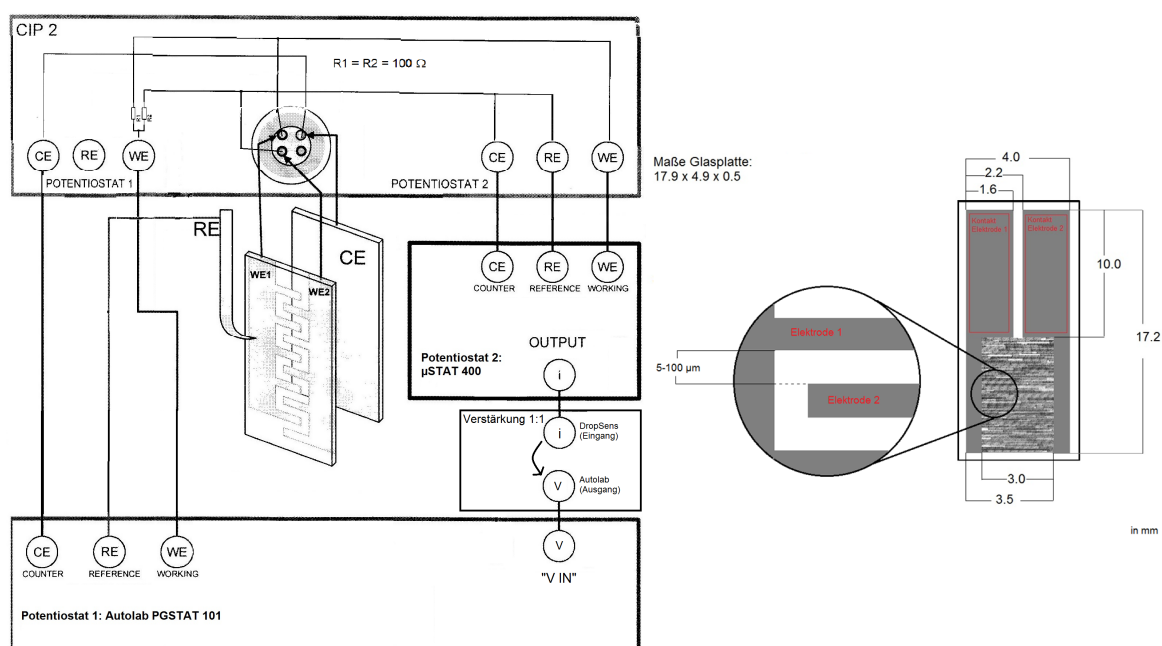 CIP 2
R1 = R2 = 100 Ω
R1
R2
CE
RE
WE
CE
RE
WE
POTENTIOSTAT 1
POTENTIOSTAT 2
RE
CE
WE1
WE2
CE
RE
WE
COUNTER
REFERENCE
WORKING
OUTPUT
Potentiostat 2:
µSTAT 400
i
Verstärkung 1:1
i
DropSens
(Eingang)
V
Autolab
(Ausgang)
CE
RE
WE
V
COUNTER
REFERENCE
WORKING
"V IN"
Potentiostat 1: Autolab PGSTAT 101
Maße Glasplatte:
17.9 x 4.9 x 0.5
4.0
2.2
1.6
Kontakt
Elektrode 1
Kontakt
Elektrode 2
10.0
17.2
Elektrode 1
5-100 µm
Elektrode 2
3.0
3.5
in mm